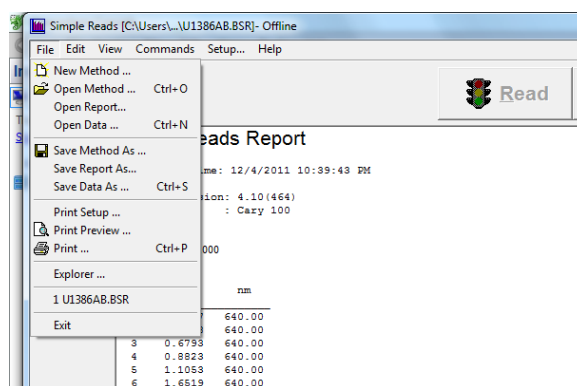 Simple Reads [C:\Users\...\U1386AB.BSR]- Offline
File Edit View Commands Setup... Help
New Method ...
Open Method ... Ctrl+O
Open Report...
Open Data ... Ctrl+N
Save Method As ...
Save Report As...
Save Data As ... Ctrl+S
Print Setup ...
Print Preview ...
Print ... Ctrl+P
Explorer ...
1 U1386AB.BSR
Exit
Read
eads Report
me: 12/4/2011 10:39:43 PM
ion: 4.10(464)
: Cary 100
000
nm
640.00
640.00
3 0.6793 640.00
4 0.8823 640.00
5 1.1053 640.00
6 1.6519 640.00